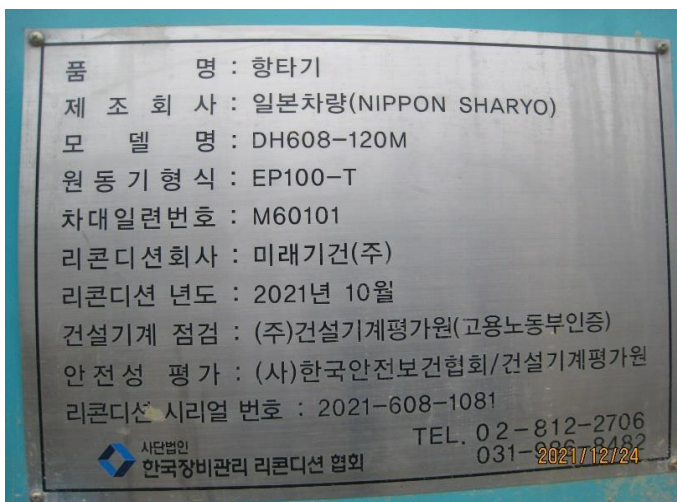 품 명 : 항타기
제 조 회 사 : 일본차량(NIPPON SHARYO)
모 델 명 : DH608-120M
원 동 기 형 식 : EP100-T
차대일련번호 : M60101
리콘디션회사 : 미래기건(주)
리콘디션 년도 : 2021년 10월
건설기계 점검 : (주)건설기계평가원(고용노동부인증)
안전성 평가 : (사)한국안전보건협회/건설기계평가원
리콘디션 시리얼 번호 : 2021-608-1081
TEL. 02-812-2706
031-986-8482
사단법인
한국장비관리 리콘디션 협회
2021/12/24